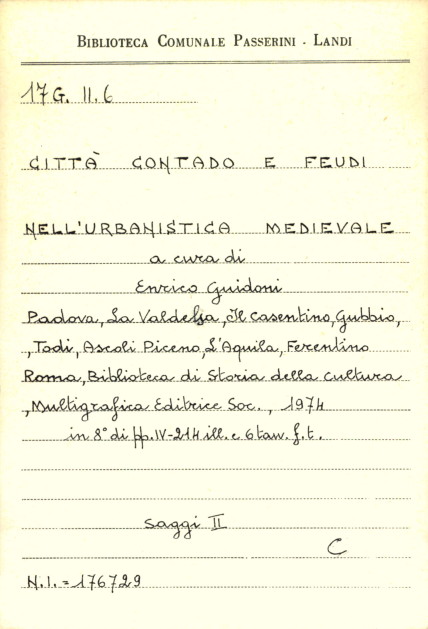 BIBLIOTECA COMUNALE PASSERINI - LANDI
17 G. II. 6
CITTÀ CONTADO E FEUDI
NELL'URBANISTICA MEDIEVALE
a cura di
Enrico Guidoni
Padova, La Valdelsa, Il Casentino, Gubbio,
, Todi, Ascoli Piceno, L'Aquila, Ferentino
Roma, Biblioteca di Storia della Cultura
, Multigrafica Editrice Soc., 1974
in 8° di pp. IV-214 ill. e 6 tav. f. t.
Saggi II
C
N. I. = 176729